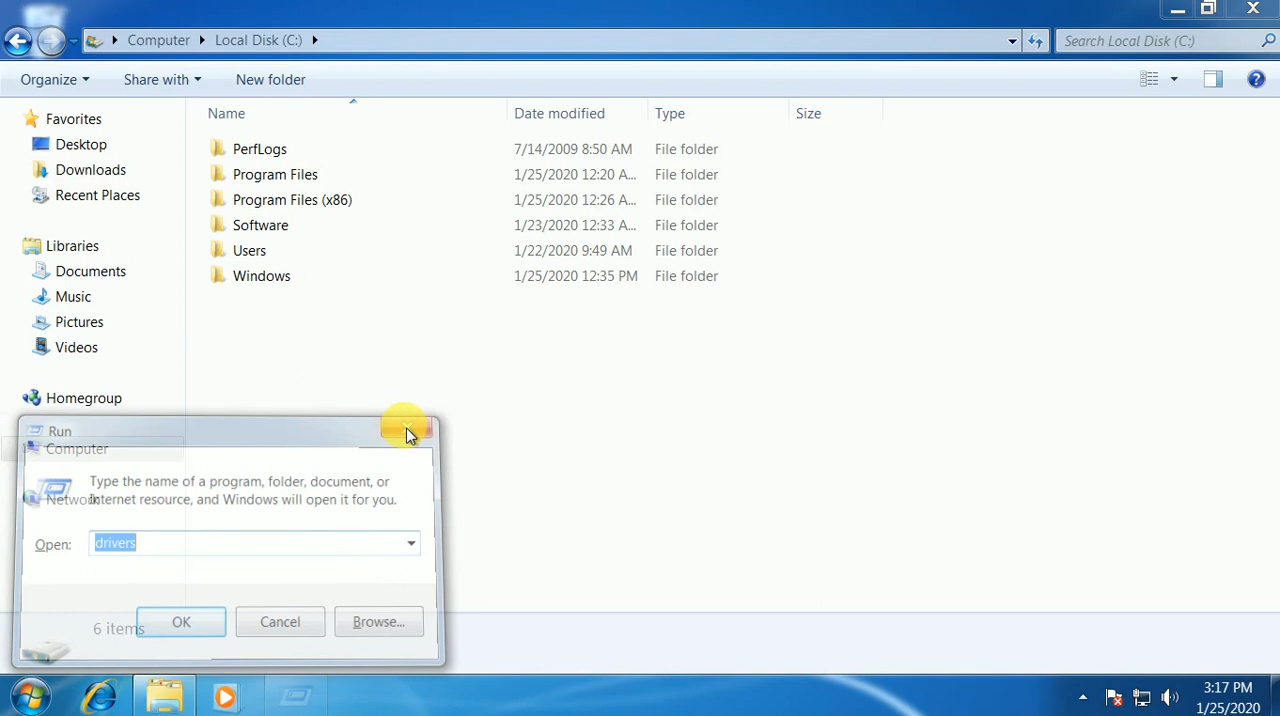 Computer Local Disk (C:)
Search Local Disk (C:)
Organize Share with New folder
Name Date modified Type Size
Favorites
Desktop
Downloads
Recent Places
Libraries
Documents
Music
Pictures
Videos
Homegroup
Computer
Network
PerfLogs 7/14/2009 8:50 AM File folder
Program Files 1/25/2020 12:20 A... File folder
Program Files (x86) 1/25/2020 12:26 A... File folder
Software 1/23/2020 12:33 A... File folder
Users 1/22/2020 9:49 AM File folder
Windows 1/25/2020 12:35 PM File folder
Run
Type the name of a program, folder, document, or
Internet resource, and Windows will open it for you.
Open: drivers
OK Cancel Browse...
6 items
3:17 PM
1/25/2020